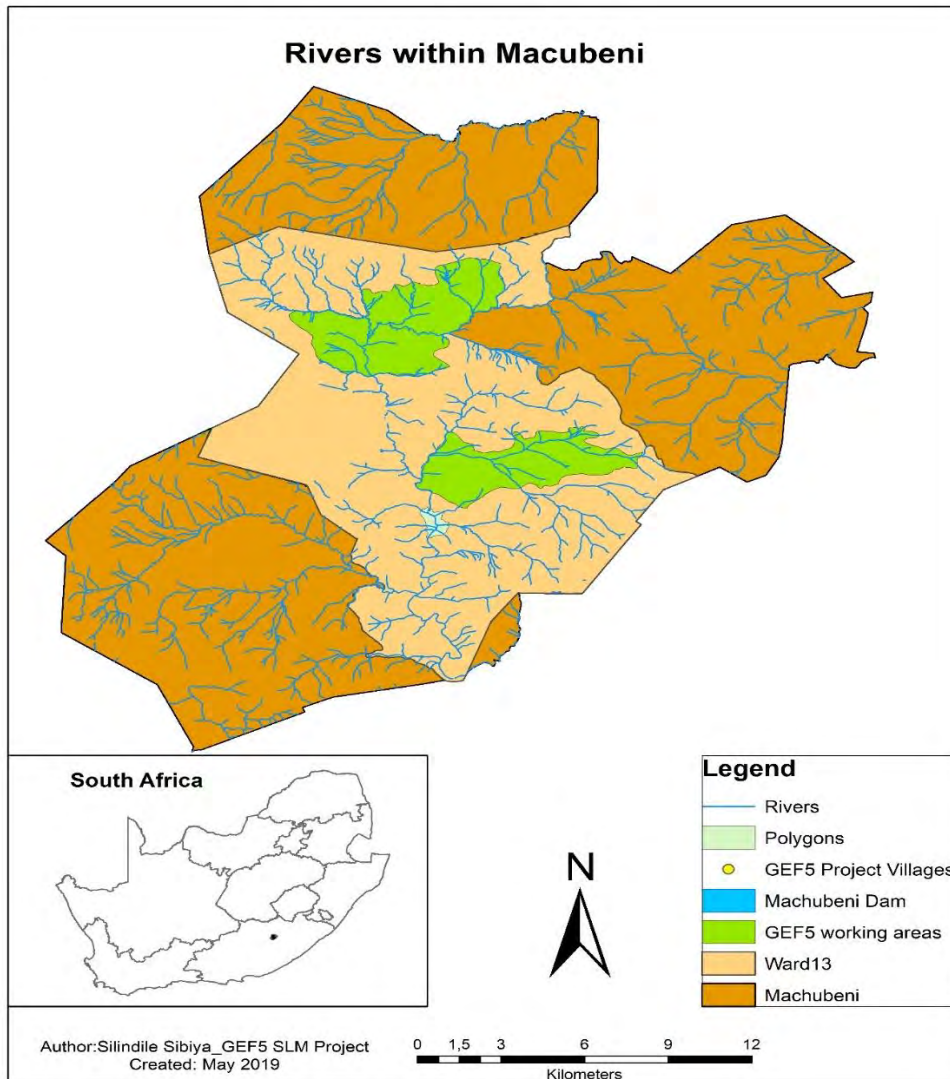 Rivers within Macubeni
South Africa
Legend
Rivers
Polygons
GEF5 Project Villages
Machubeni Dam
GEF5 working areas
Ward13
Machubeni
N
Author:Silindile Sibiya_GEF5 SLM Project
Created: May 2019
0 1,5 3 6 9 12
Kilometers